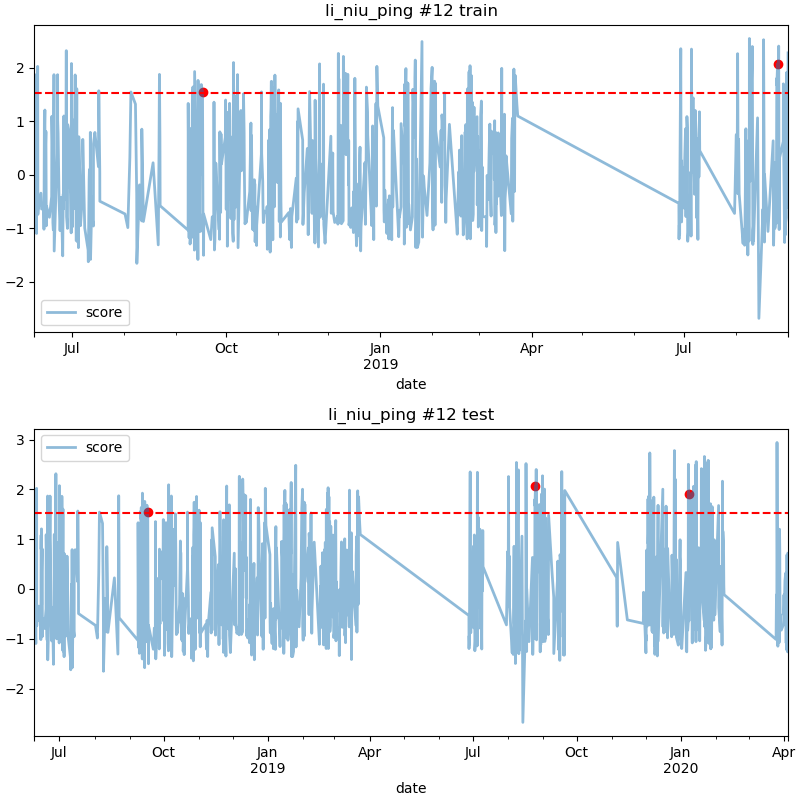 li_niu_ping #12 train
2
1
0
−1
−2
score
Jul
Oct
Jan
2019
Apr
Jul
date
li_niu_ping #12 test
3
2
1
0
−1
−2
score
Jul
Oct
Jan
2019
Apr
Jul
Oct
Jan
2020
Apr
date